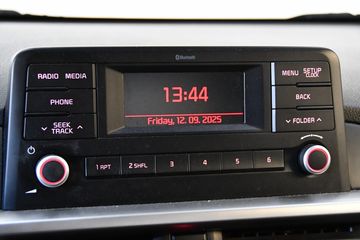 Bluetooth
RADIO MEDIA
MENU SETUP
CLOCK
13:44
PHONE
BACK
Friday, 12. 09. 2025
SEEK
TRACK
FOLDER
1 RPT 2 SHFL 3 4 5 6